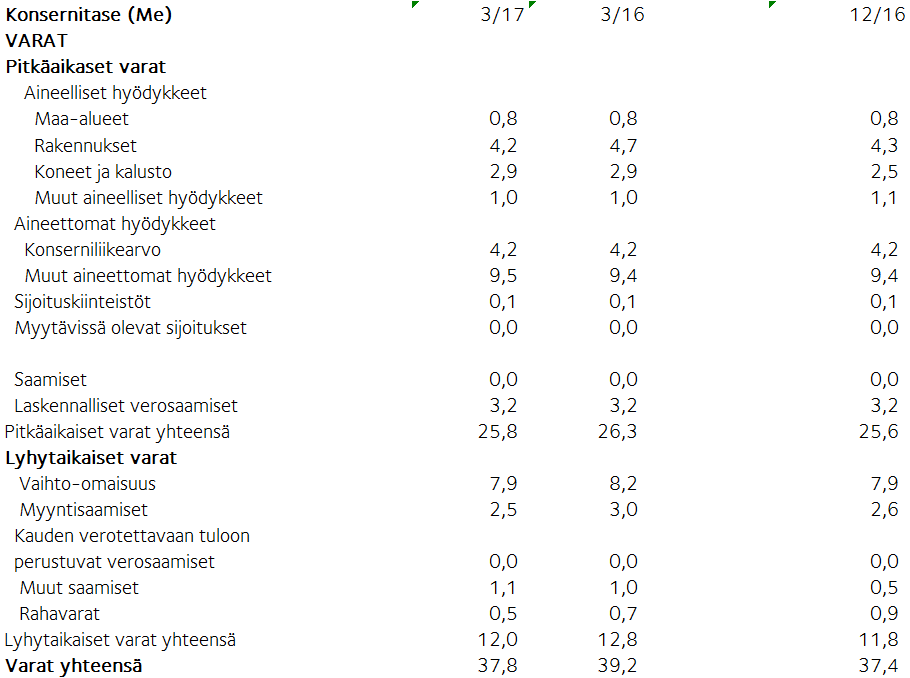 Konsernitase (Me) 3/17 3/16 12/16
VARAT
Pitkäaikaset varat
Aineelliset hyödykkeet
Maa-alueet 0,8 0,8 0,8
Rakennukset 4,2 4,7 4,3
Koneet ja kalusto 2,9 2,9 2,5
Muut aineelliset hyödykkeet 1,0 1,0 1,1
Aineettomat hyödykkeet
Konserniliikearvo 4,2 4,2 4,2
Muut aineettomat hyödykkeet 9,5 9,4 9,4
Sijoituskiinteistöt 0,1 0,1 0,1
Myytävissä olevat sijoitukset 0,0 0,0 0,0
Saamiset 0,0 0,0 0,0
Laskennalliset verosaamiset 3,2 3,2 3,2
Pitkäaikaiset varat yhteensä 25,8 26,3 25,6
Lyhytaikaiset varat
Vaihto-omaisuus 7,9 8,2 7,9
Myyntisaamiset 2,5 3,0 2,6
Kauden verotettavaan tuloon
perustuvat verosaamiset 0,0 0,0 0,0
Muut saamiset 1,1 1,0 0,5
Rahavarat 0,5 0,7 0,9
Lyhytaikaiset varat yhteensä 12,0 12,8 11,8
Varat yhteensä 37,8 39,2 37,4